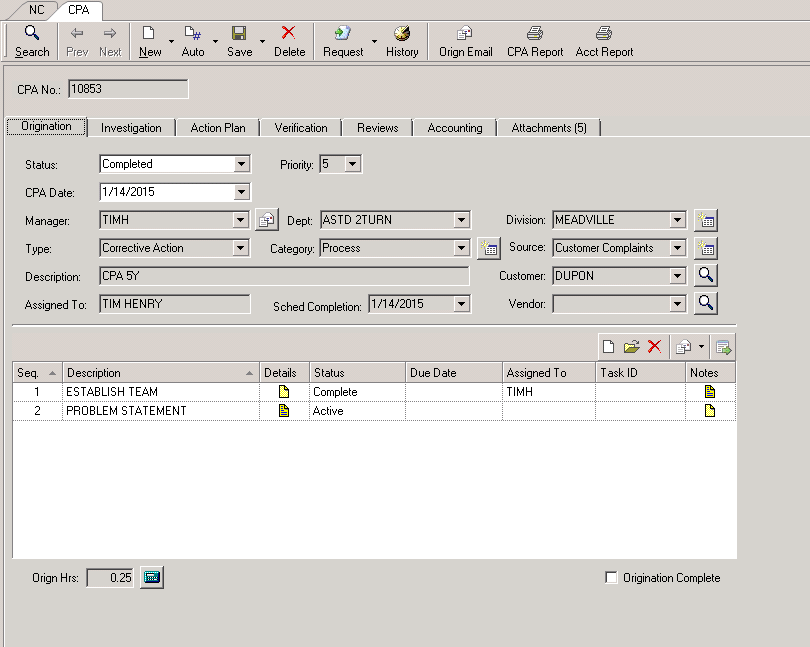 NC CPA
Search Prev Next New Auto Save Delete Request History Orign Email CPA Report Acct Report
CPA No.: 10853
Origination Investigation Action Plan Verification Reviews Accounting Attachments (5)
Status: Completed Priority: 5
CPA Date: 1/14/2015
Manager: TIMH Dept: ASTD 2TURN Division: MEADVILLE
Type: Corrective Action Category: Process Source: Customer Complaints
Description: CPA 5Y Customer: DUPON
Assigned To: TIM HENRY Sched Completion: 1/14/2015 Vendor:
Seq. Description Details Status Due Date Assigned To Task ID Notes
1 ESTABLISH TEAM Complete TIMH
2 PROBLEM STATEMENT Active
Orign Hrs: 0.25 Origination Complete